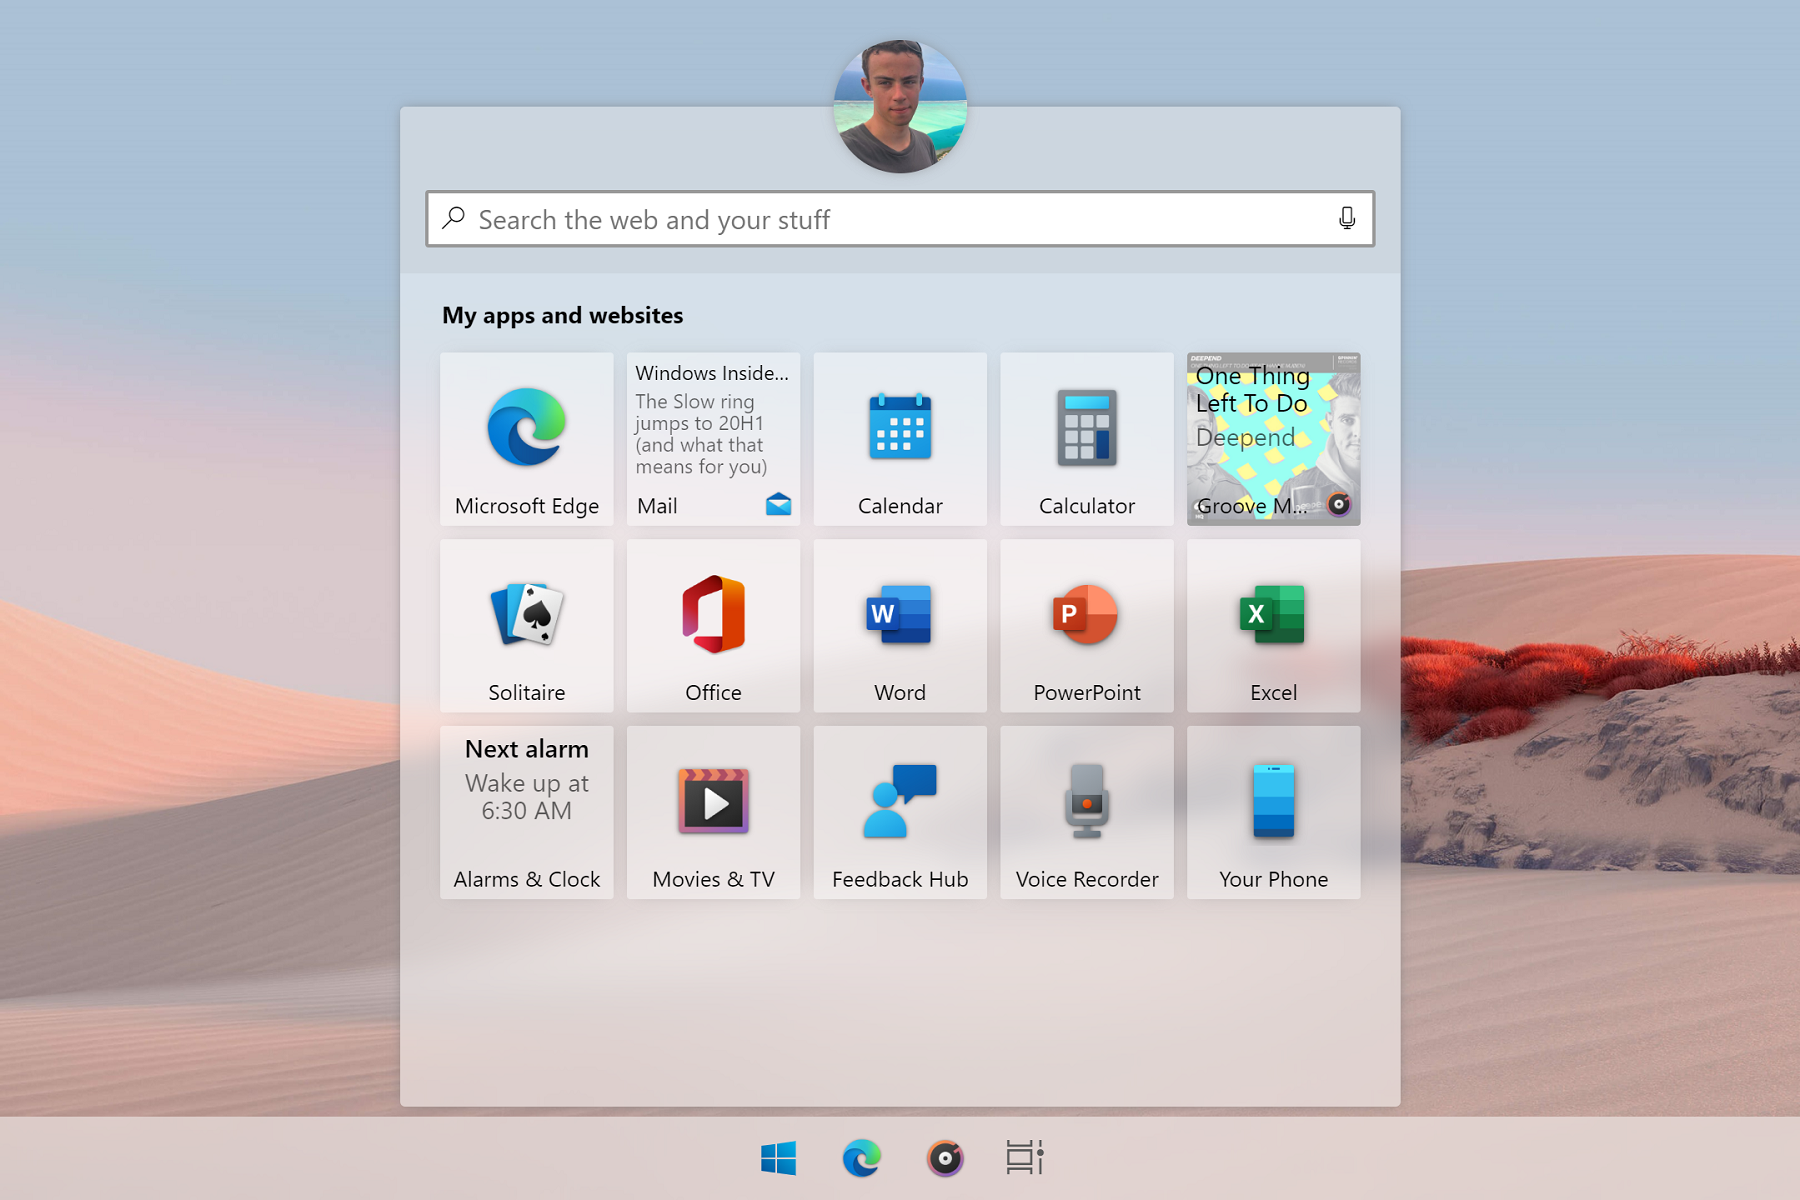 Search the web and your stuff
My apps and websites
Microsoft Edge
Windows Inside...
The Slow ring
jumps to 20H1
(and what that
means for you)
Mail
Calendar
Calculator
DEEPEND
One Thing
Left To Do
Deepend
Groove M...
Solitaire
Office
W
Word
P
PowerPoint
X
Excel
Next alarm
Wake up at
6:30 AM
Alarms & Clock
Movies & TV
Feedback Hub
Voice Recorder
Your Phone